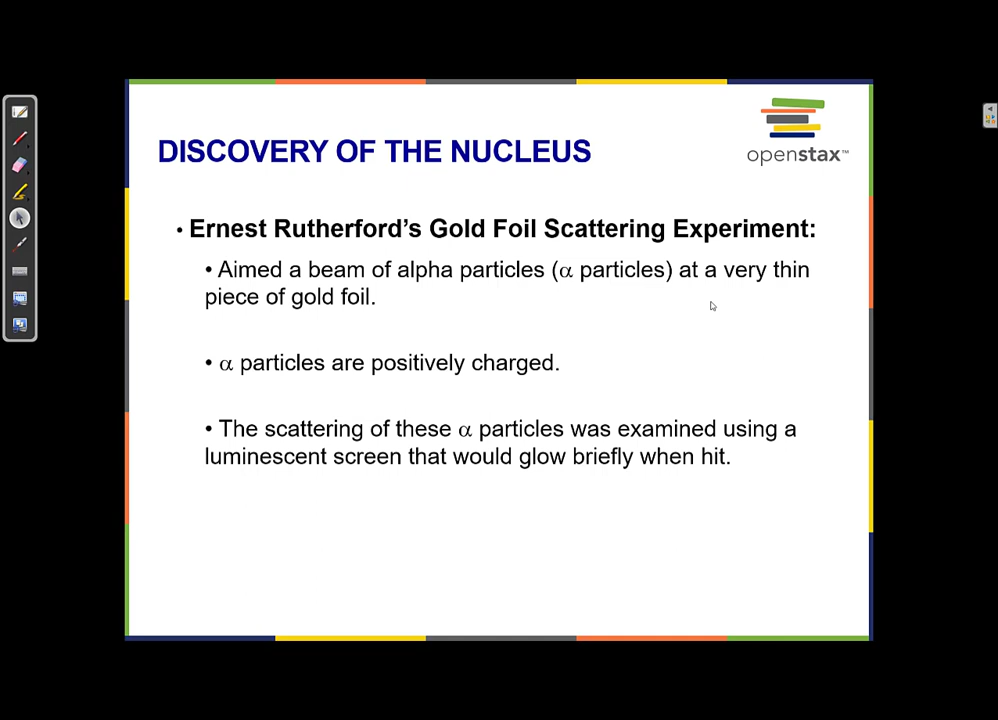 openstax™
DISCOVERY OF THE NUCLEUS
• Ernest Rutherford’s Gold Foil Scattering Experiment:
• Aimed a beam of alpha particles (α particles) at a very thin
piece of gold foil.
• α particles are positively charged.
• The scattering of these α particles was examined using a
luminescent screen that would glow briefly when hit.